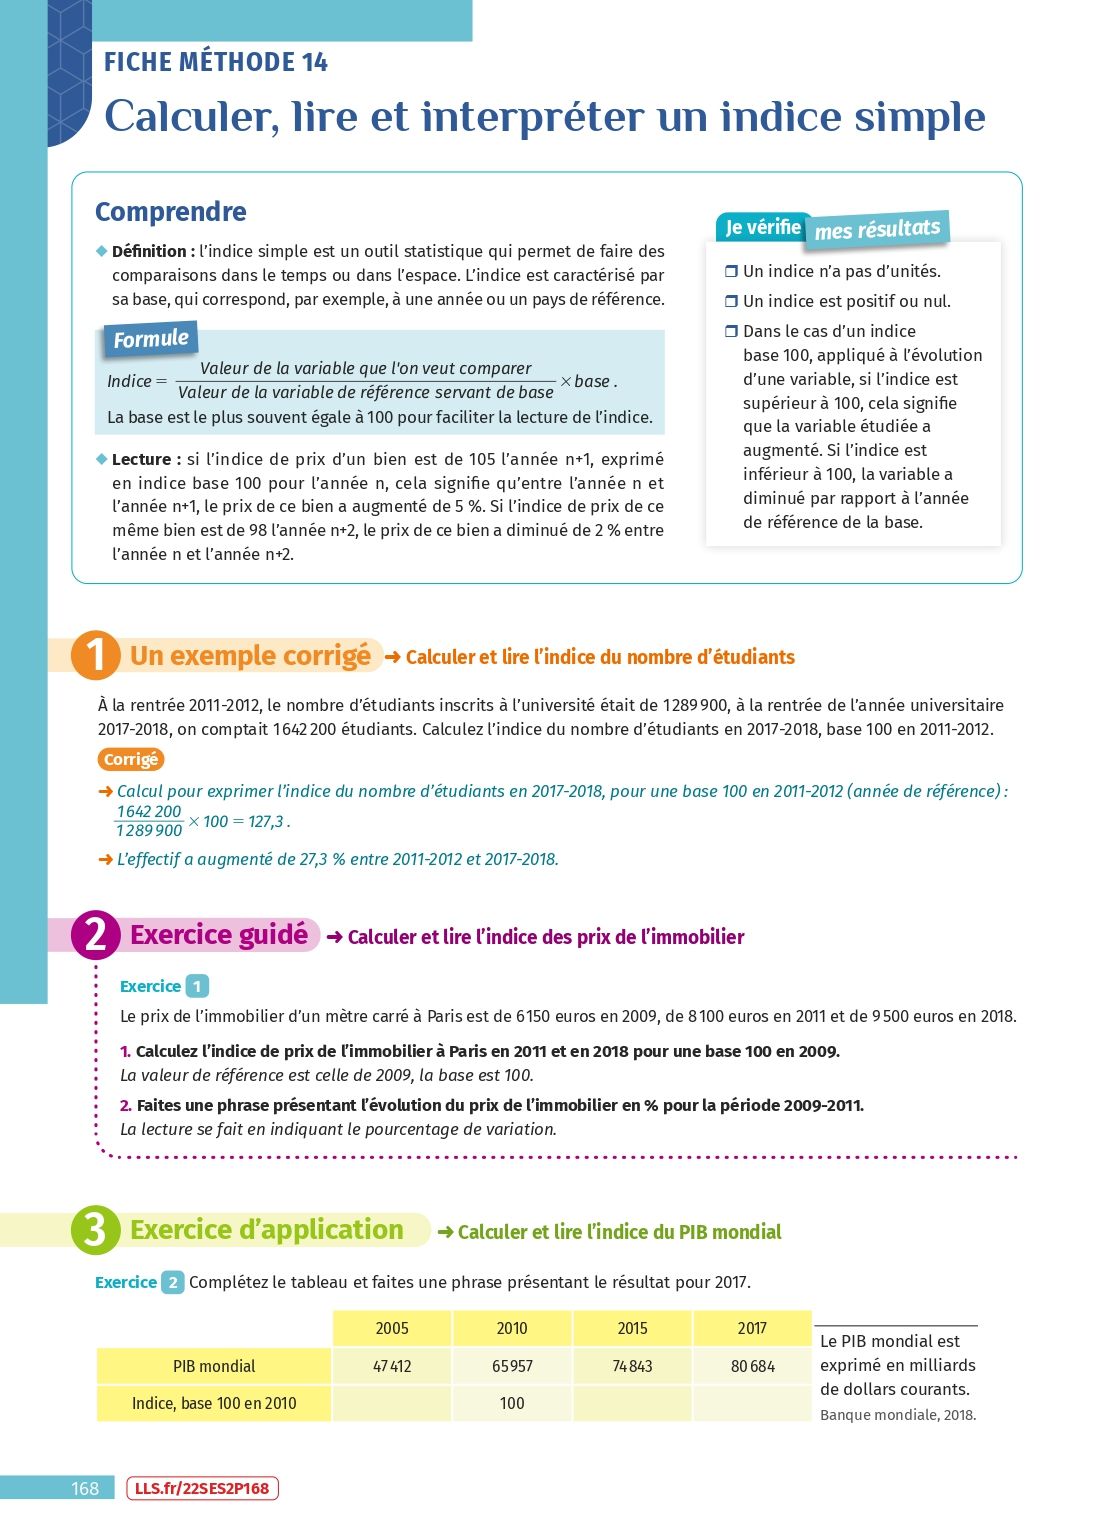 FICHE MÉTHODE 14
Calculer, lire et interpréter un indice simple
Comprendre
◆ Définition : l’indice simple est un outil statistique qui permet de faire des
comparaisons dans le temps ou dans l’espace. L’indice est caractérisé par
sa base, qui correspond, par exemple, à une année ou un pays de référence.
Formule
Indice = Valeur de la variable que l'on veut comparer / Valeur de la variable de référence servant de base × base .
La base est le plus souvent égale à 100 pour faciliter la lecture de l’indice.
◆ Lecture : si l’indice de prix d’un bien est de 105 l’année n+1, exprimé
en indice base 100 pour l’année n, cela signifie qu’entre l’année n et
l’année n+1, le prix de ce bien a augmenté de 5 %. Si l’indice de prix de ce
même bien est de 98 l’année n+2, le prix de ce bien a diminué de 2 % entre
l’année n et l’année n+2.
Je vérifie mes résultats
❒ Un indice n’a pas d’unités.
❒ Un indice est positif ou nul.
❒ Dans le cas d’un indice
base 100, appliqué à l’évolution
d’une variable, si l’indice est
supérieur à 100, cela signifie
que la variable étudiée a
augmenté. Si l’indice est
inférieur à 100, la variable a
diminué par rapport à l’année
de référence de la base.
1 Un exemple corrigé ➜ Calculer et lire l’indice du nombre d’étudiants
À la rentrée 2011-2012, le nombre d’étudiants inscrits à l’université était de 1 289 900, à la rentrée de l’année universitaire
2017-2018, on comptait 1 642 200 étudiants. Calculez l’indice du nombre d’étudiants en 2017-2018, base 100 en 2011-2012.
Corrigé
➜ Calcul pour exprimer l’indice du nombre d’étudiants en 2017-2018, pour une base 100 en 2011-2012 (année de référence) :
1 642 200 / 1 289 900 × 100 = 127,3 .
➜ L’effectif a augmenté de 27,3 % entre 2011-2012 et 2017-2018.
2 Exercice guidé ➜ Calculer et lire l’indice des prix de l’immobilier
Exercice 1
Le prix de l’immobilier d’un mètre carré à Paris est de 6 150 euros en 2009, de 8 100 euros en 2011 et de 9 500 euros en 2018.
1. Calculez l’indice de prix de l’immobilier à Paris en 2011 et en 2018 pour une base 100 en 2009.
La valeur de référence est celle de 2009, la base est 100.
2. Faites une phrase présentant l’évolution du prix de l’immobilier en % pour la période 2009-2011.
La lecture se fait en indiquant le pourcentage de variation.
3 Exercice d’application ➜ Calculer et lire l’indice du PIB mondial
Exercice 2 Complétez le tableau et faites une phrase présentant le résultat pour 2017.
2005 2010 2015 2017
PIB mondial 47 412 65 957 74 843 80 684
Indice, base 100 en 2010 100
Le PIB mondial est
exprimé en milliards
de dollars courants.
Banque mondiale, 2018.
168 LLS.fr/22SES2P168